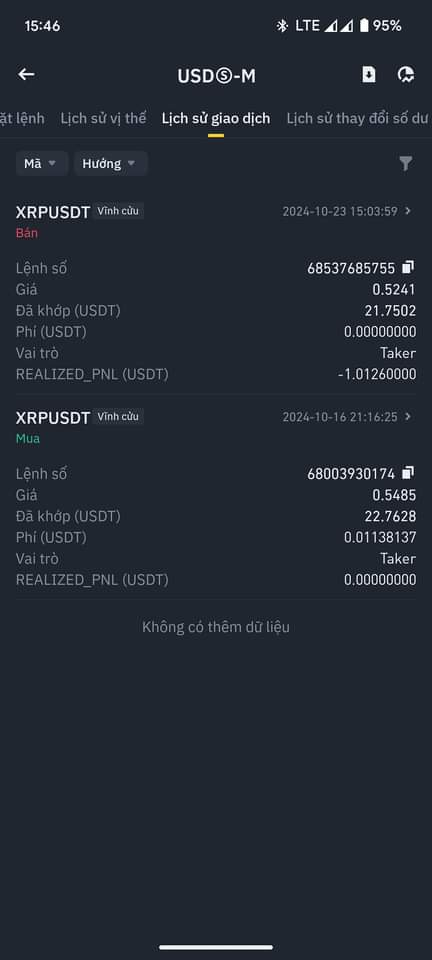 15:46 LTE 95%
USDⓈ-M
ặt lệnh Lịch sử vị thế Lịch sử giao dịch Lịch sử thay đổi số dư
Mã Hướng
XRPUSDT Vĩnh cửu 2024-10-23 15:03:59
Bán
Lệnh số 68537685755
Giá 0.5241
Đã khớp (USDT) 21.7502
Phí (USDT) 0.00000000
Vai trò Taker
REALIZED_PNL (USDT) -1.01260000
XRPUSDT Vĩnh cửu 2024-10-16 21:16:25
Mua
Lệnh số 68003930174
Giá 0.5485
Đã khớp (USDT) 22.7628
Phí (USDT) 0.01138137
Vai trò Taker
REALIZED_PNL (USDT) 0.00000000
Không có thêm dữ liệu